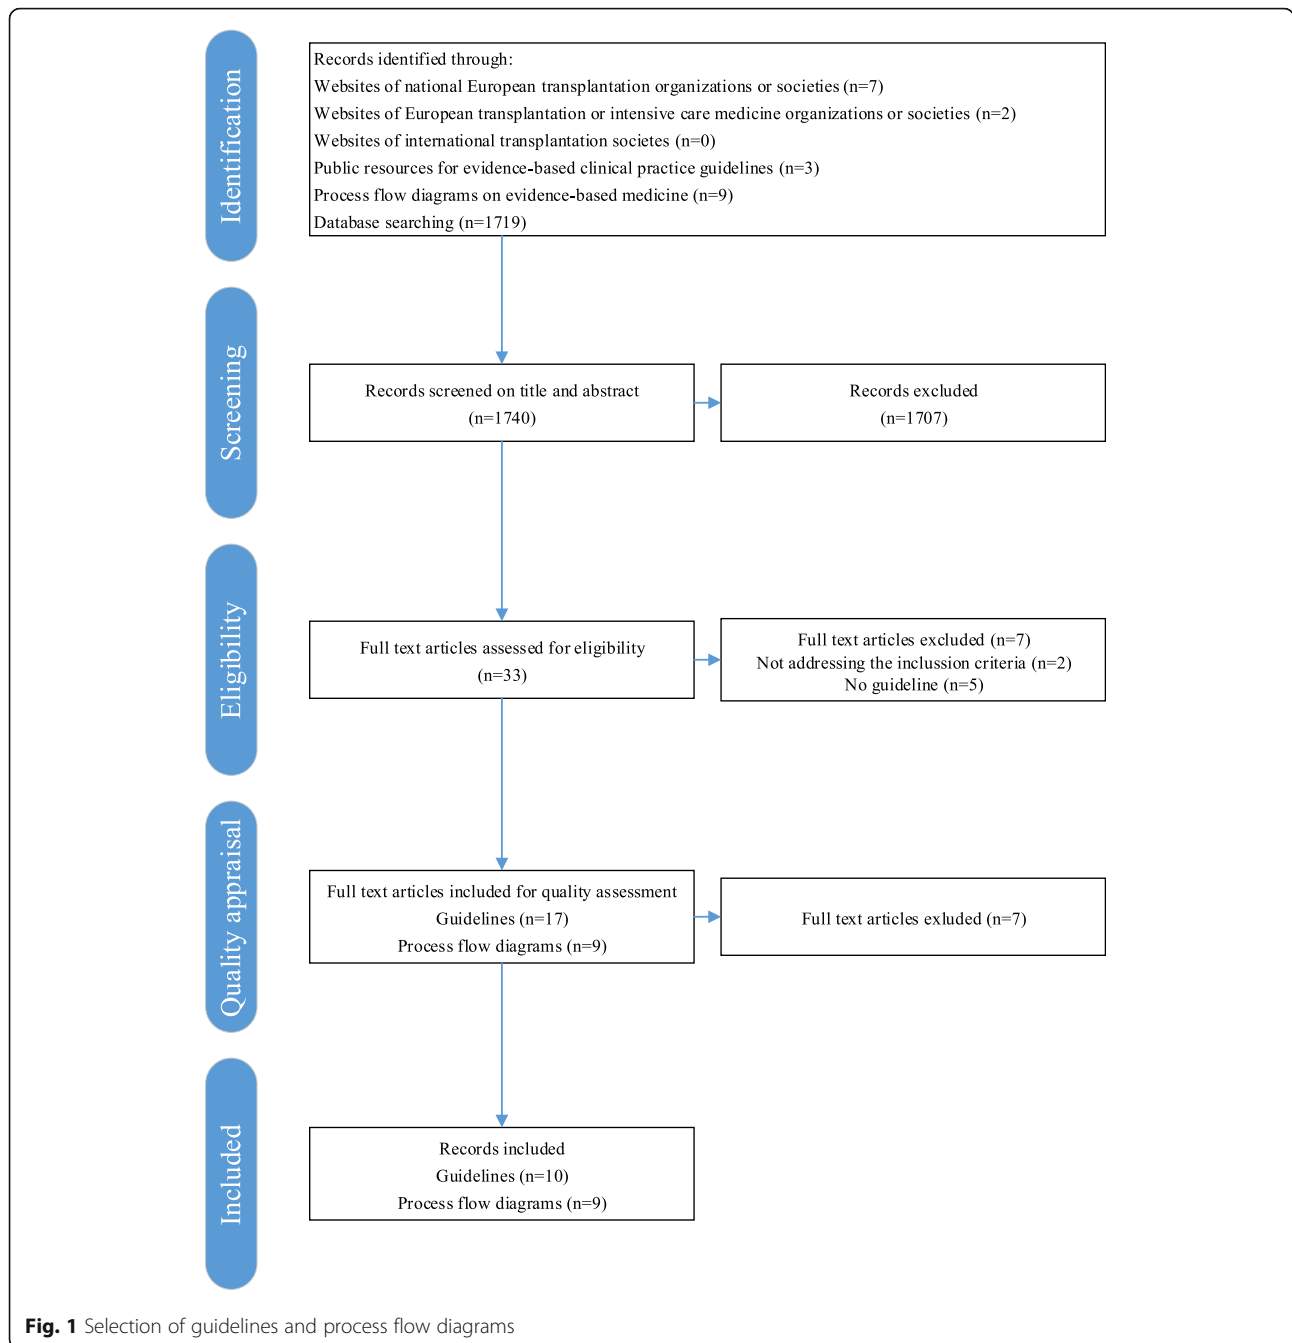 Identification
Records identified through:
Websites of national European transplantation organizations or societies (n=7)
Websites of European transplantation or intensive care medicine organizations or societies (n=2)
Websites of international transplantation societes (n=0)
Public resources for evidence-based clinical practice guidelines (n=3)
Process flow diagrams on evidence-based medicine (n=9)
Database searching (n=1719)
Screening
Records screened on title and abstract
(n=1740)
Records excluded
(n=1707)
Eligibility
Full text articles assessed for eligibility
(n=33)
Full text articles excluded (n=7)
Not addressing the inclussion criteria (n=2)
No guideline (n=5)
Quality appraisal
Full text articles included for quality assessment
Guidelines (n=17)
Process flow diagrams (n=9)
Full text articles exluded (n=7)
Included
Records included
Guidelines (n=10)
Process flow diagrams (n=9)
Fig. 1 Selection of guidelines and process flow diagrams